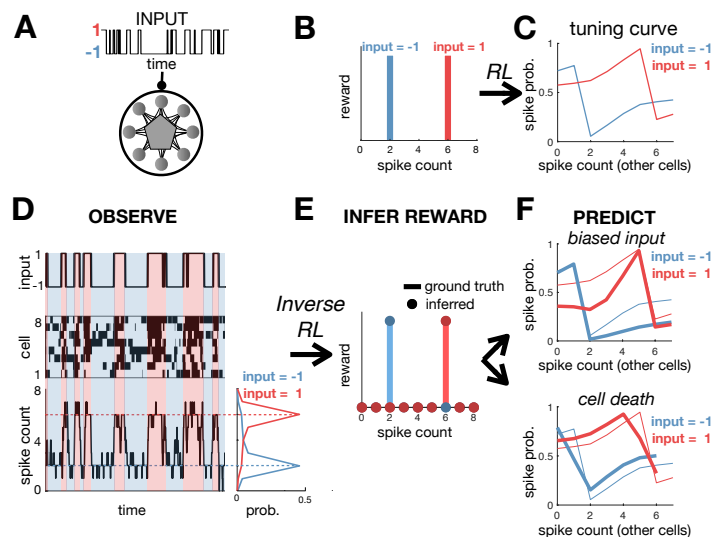 A
INPUT
1
-1
time
B
input = -1
input = 1
reward
0 2 4 6 8
spike count
RL
C
tuning curve
input = -1
input = 1
1
0.5
0
spike prob.
0 2 4 6
spike count (other cells)
D
OBSERVE
1
-1
input
8
1
cell
8
4
0
spike count
time
input = -1
input = 1
0 0.5
prob.
Inverse
RL
E
INFER REWARD
ground truth
inferred
reward
0 2 4 6 8
spike count
F
PREDICT
biased input
input = -1
input = 1
1
0.5
0
spike prob.
0 2 4 6
spike count (other cells)
cell death
input = -1
input = 1
1
0.5
0
spike prob.
0 2 4 6
spike count (other cells)